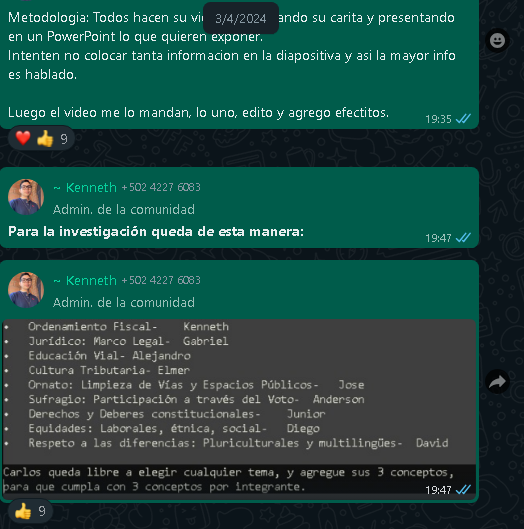 Metodologia: Todos hacen su ando su carita y presentando
3/4/2024
en un PowerPoint lo que quieren exponer.
Intenten no colocar tanta informacion en la diapositiva y asi la mayor info
es hablado.
Luego el video me lo mandan, lo uno, edito y agrego efectitos.
19:35
9
~ Kenneth +502 4227 6083
Admin. de la comunidad
Para la investigación queda de esta manera:
19:47
~ Kenneth +502 4227 6083
Admin. de la comunidad
• Ordenamiento Fiscal- Kenneth
• Jurídico: Marco Legal- Gabriel
• Educación Vial- Alejandro
• Cultura Tributaria- Elmer
• Ornato: Limpieza de Vías y Espacios Públicos- Jose
• Sufragio: Participación a través del Voto- Anderson
• Derechos y Deberes constitucionales- Junior
• Equidades: Laborales, étnica, social- Diego
• Respeto a las diferencias: Pluriculturales y multilingües- David
Carlos queda libre a elegir cualquier tema, y agregue sus 3 conceptos,
para que cumpla con 3 conceptos por integrante.
19:47
9